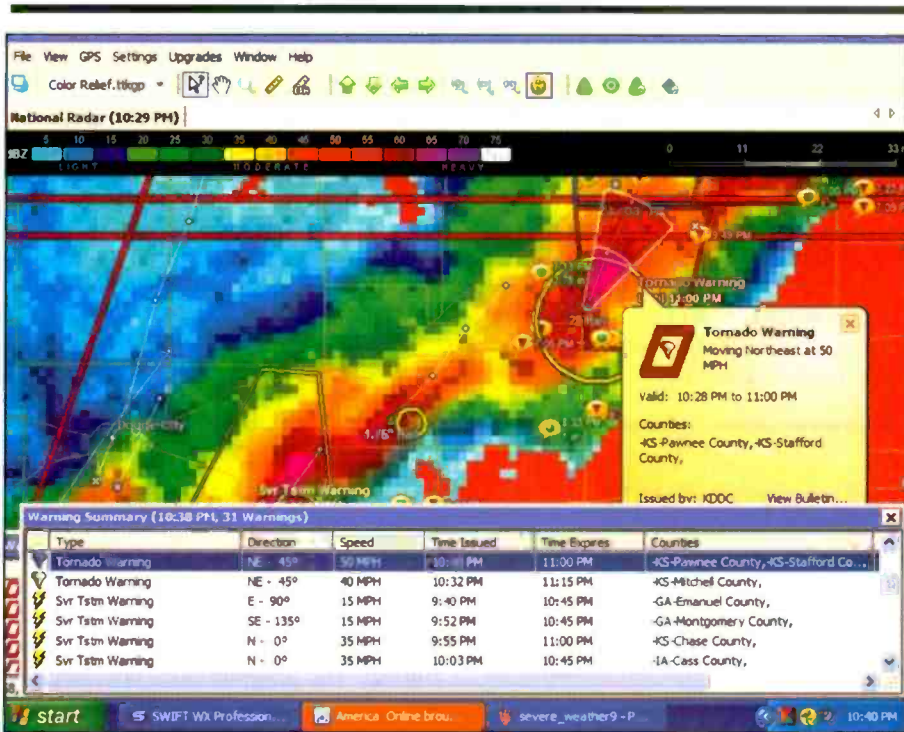 File View GPS Settings Upgrades Window Help
Color Relief.ttkgp
National Radar (10:29 PM)
5 10 15 20 25 30 35 40 45 50 55 60 65 70 75
LIGHT MODERATE HEAVY
0 11 22 33
Tornado Warning
11:00 PM
Tornado Warning
Moving Northeast at 50
MPH
Valid: 10:28 PM to 11:00 PM
Counties:
-KS-Pawnee County,-KS-Stafford
County,
Issued by: KDDC View Bulletin...
Dodge City
Svr Tstm Warning
Warning Summary (10:38 PM, 31 Warnings)
Type Direction Speed Time Issued Time Expires Counties
Tornado Warning NE - 45° 50 MPH 11:00 PM -KS-Pawnee County,-KS-Stafford Co...
Tornado Warning NE - 45° 40 MPH 10:32 PM 11:15 PM -KS-Mitchell County,
Svr Tstm Warning E - 90° 15 MPH 9:40 PM 10:45 PM -GA-Emanuel County,
Svr Tstm Warning SE - 135° 15 MPH 9:52 PM 10:45 PM -GA-Montgomery County,
Svr Tstm Warning N - 0° 35 MPH 9:55 PM 11:00 PM -KS-Chase County,
Svr Tstm Warning N - 0° 35 MPH 10:03 PM 10:45 PM -IA-Cass County,
start SWIFT WX Profession... America Online brou... severe_weather9 - P... 10:40 PM